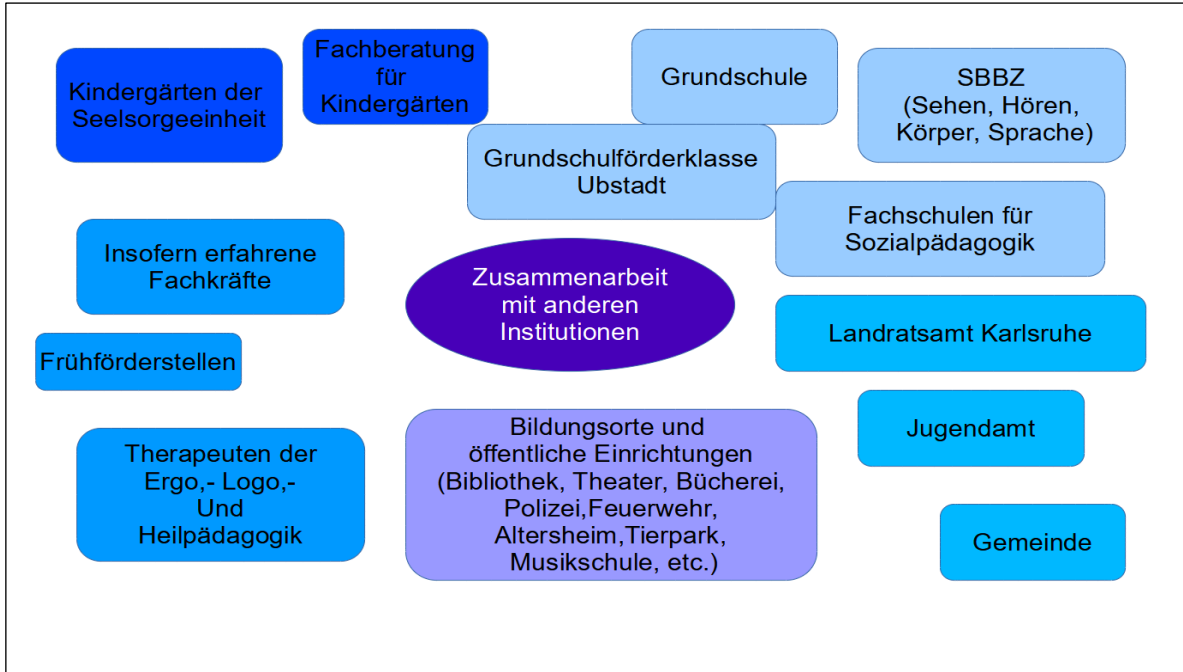 Kindergärten der
Seelsorgeeinheit
Fachberatung
für
Kindergärten
Grundschule
SBBZ
(Sehen, Hören,
Körper, Sprache)
Grundschulförderklasse
Ubstadt
Fachschulen für
Sozialpädagogik
Insofern erfahrene
Fachkräfte
Zusammenarbeit
mit anderen
Institutionen
Landratsamt Karlsruhe
Frühförderstellen
Jugendamt
Therapeuten der
Ergo,- Logo,-
Und
Heilpädagogik
Bildungsorte und
öffentliche Einrichtungen
(Bibliothek, Theater, Bücherei,
Polizei,Feuerwehr,
Altersheim,Tierpark,
Musikschule, etc.)
Gemeinde